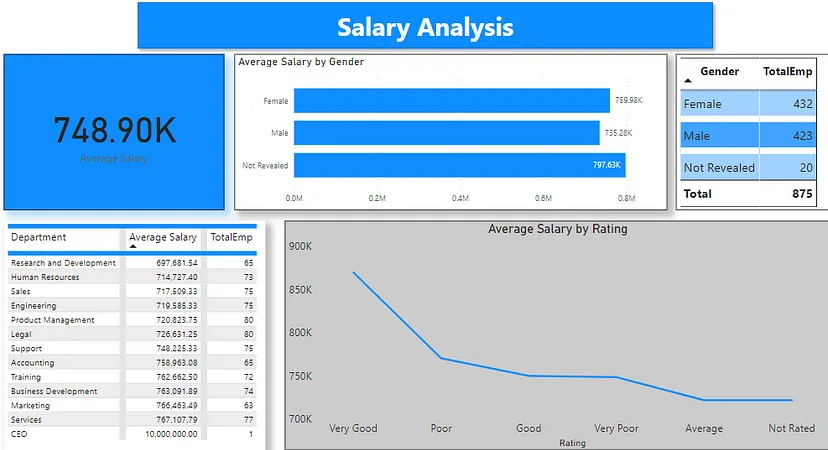 Salary Analysis
748.90K
Average Salary
Average Salary by Gender
Female 759.98K
Male 735.28K
Not Revealed 797.63K
0.0M 0.2M 0.4M 0.6M 0.8M
Gender TotalEmp
Female 432
Male 423
Not Revealed 20
Total 875
Department Average Salary TotalEmp
Research and Development 697,681.54 65
Human Resources 714,727.40 73
Sales 717,509.33 75
Engineering 719,585.33 75
Product Management 720,823.75 80
Legal 726,631.25 80
Support 748,225.33 75
Accounting 758,963.08 65
Training 762,662.50 72
Business Development 763,091.89 74
Marketing 766,463.49 63
Services 767,107.79 77
CEO 10,000,000.00 1
Average Salary by Rating
900K
850K
800K
750K
700K
Very Good Poor Good Very Poor Average Not Rated
Rating